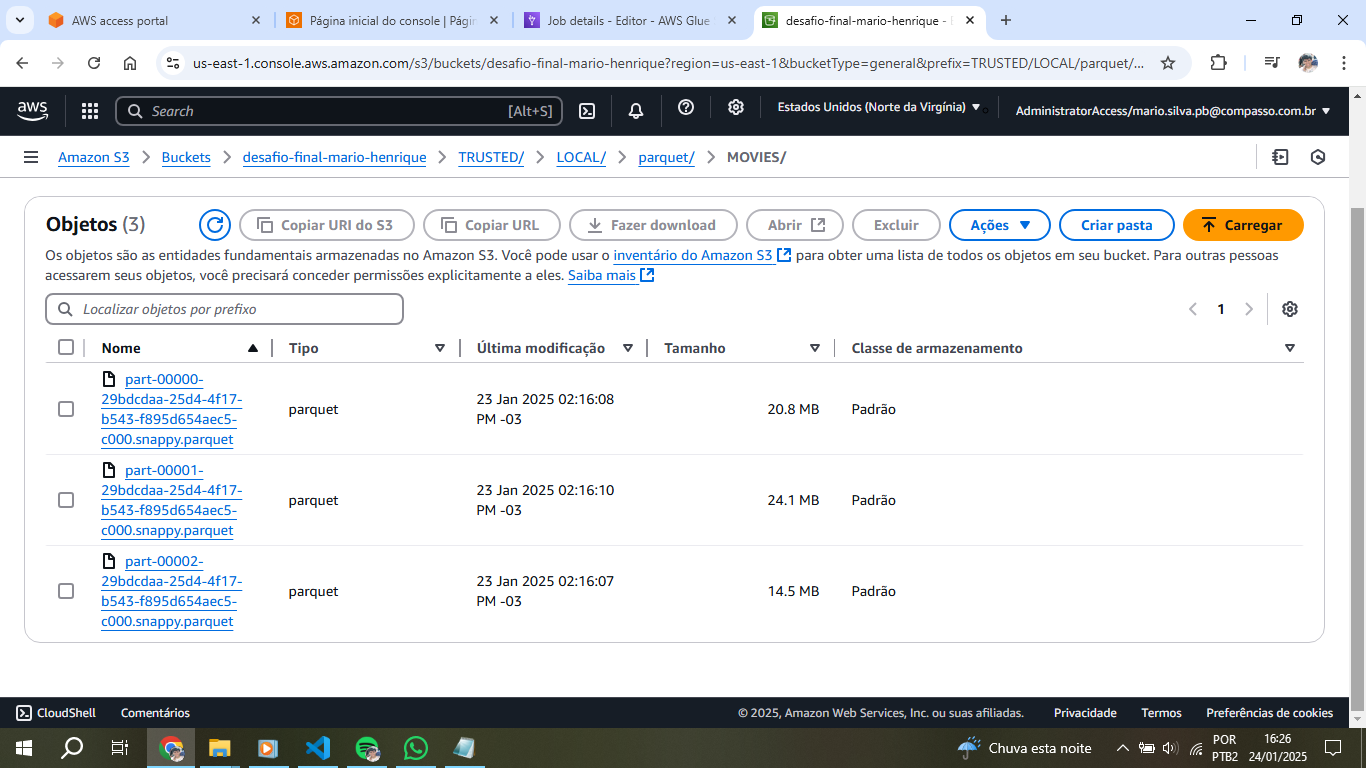 AWS access portal
Página inicial do console | Págin
Job details - Editor - AWS Glue
desafio-final-mario-henrique -
us-east-1.console.aws.amazon.com/s3/buckets/desafio-final-mario-henrique?region=us-east-1&bucketType=general&prefix=TRUSTED/LOCAL/parquet/...
aws
Search
[Alt+S]
Estados Unidos (Norte da Virgínia)
AdministratorAccess/mario.silva.pb@compasso.com.br
Amazon S3
Buckets
desafio-final-mario-henrique
TRUSTED/
LOCAL/
parquet/
MOVIES/
Objetos (3)
Copiar URI do S3
Copiar URL
Fazer download
Abrir
Excluir
Ações
Criar pasta
Carregar
Os objetos são as entidades fundamentais armazenadas no Amazon S3. Você pode usar o inventário do Amazon S3 para obter uma lista de todos os objetos em seu bucket. Para outras pessoas
acessarem seus objetos, você precisará conceder permissões explicitamente a eles. Saiba mais
Localizar objetos por prefixo
1
Nome
Tipo
Última modificação
Tamanho
Classe de armazenamento
part-00000-
29bdcdaa-25d4-4f17-
b543-f895d654aec5-
c000.snappy.parquet
parquet
23 Jan 2025 02:16:08
PM -03
20.8 MB
Padrão
part-00001-
29bdcdaa-25d4-4f17-
b543-f895d654aec5-
c000.snappy.parquet
parquet
23 Jan 2025 02:16:10
PM -03
24.1 MB
Padrão
part-00002-
29bdcdaa-25d4-4f17-
b543-f895d654aec5-
c000.snappy.parquet
parquet
23 Jan 2025 02:16:07
PM -03
14.5 MB
Padrão
CloudShell
Comentários
© 2025, Amazon Web Services, Inc. ou suas afiliadas.
Privacidade
Termos
Preferências de cookies
Chuva esta noite
POR
PTB2
16:26
24/01/2025